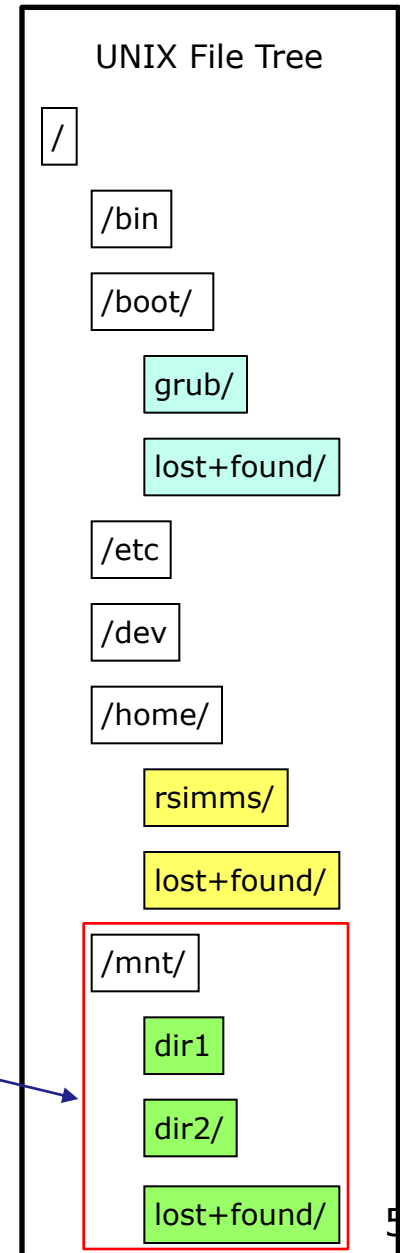 UNIX File Tree
/
/bin
/boot/
grub/
lost+found/
/etc
/dev
/home/
rsimms/
lost+found/
/mnt/
dir1
dir2/
lost+found/